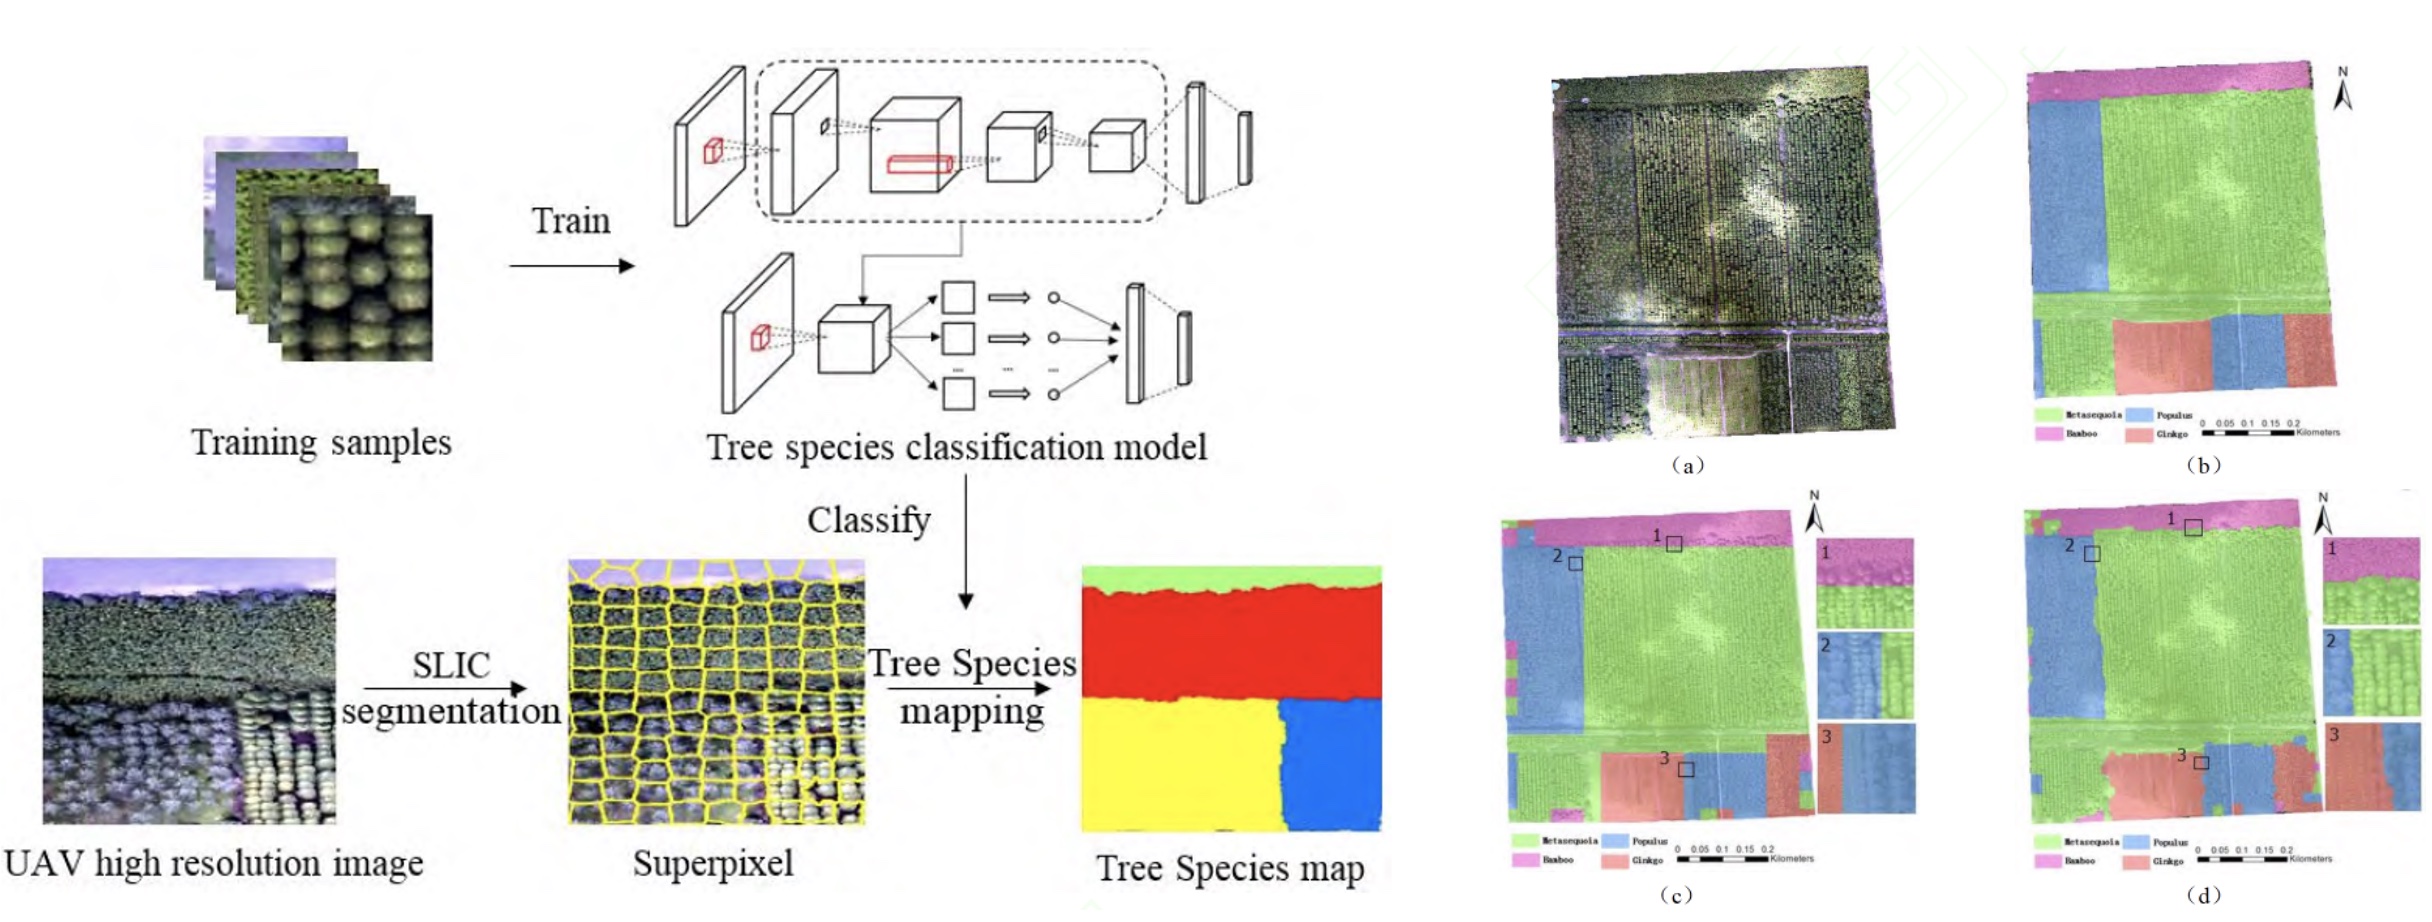 Train
Training samples
Tree species classification model
Classify
SLIC
segmentation
Tree Species
mapping
UAV high resolution image
Superpixel
Tree Species map
(a)
N
Metasequoia
Populus
Bamboo
Ginkgo
0 0.05 0.1 0.15 0.2
Kilometers
(b)
N
1
2
3
1
2
3
Metasequoia
Populus
Bamboo
Ginkgo
0 0.05 0.1 0.15 0.2
Kilometers
(c)
N
1
2
3
1
2
3
Metasequoia
Populus
Bamboo
Ginkgo
0 0.05 0.1 0.15 0.2
Kilometers
(d)